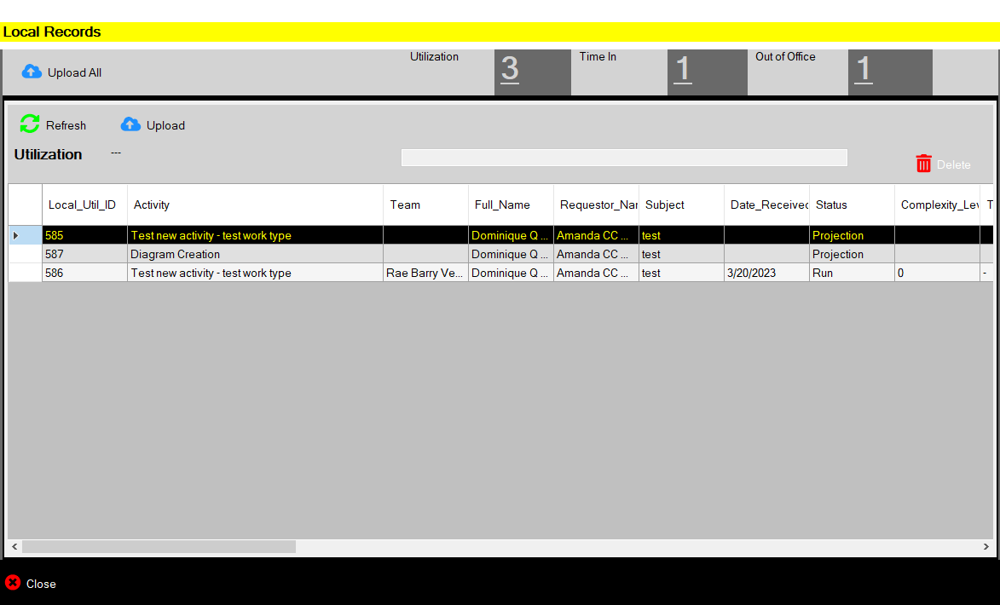 Local Records
Upload All
Utilization 3 Time In 1 Out of Office 1
Refresh Upload
Utilization ---
Delete
Local_Util_ID Activity Team Full_Name Requestor_Nar Subject Date_Received Status Complexity_Lev T
585 Test new activity - test work type Dominique Q ... Amanda CC ... test Projection
587 Diagram Creation Dominique Q ... Amanda CC ... test Projection
586 Test new activity - test work type Rae Barry Ve... Dominique Q ... Amanda CC ... test 3/20/2023 Run 0 -
Close